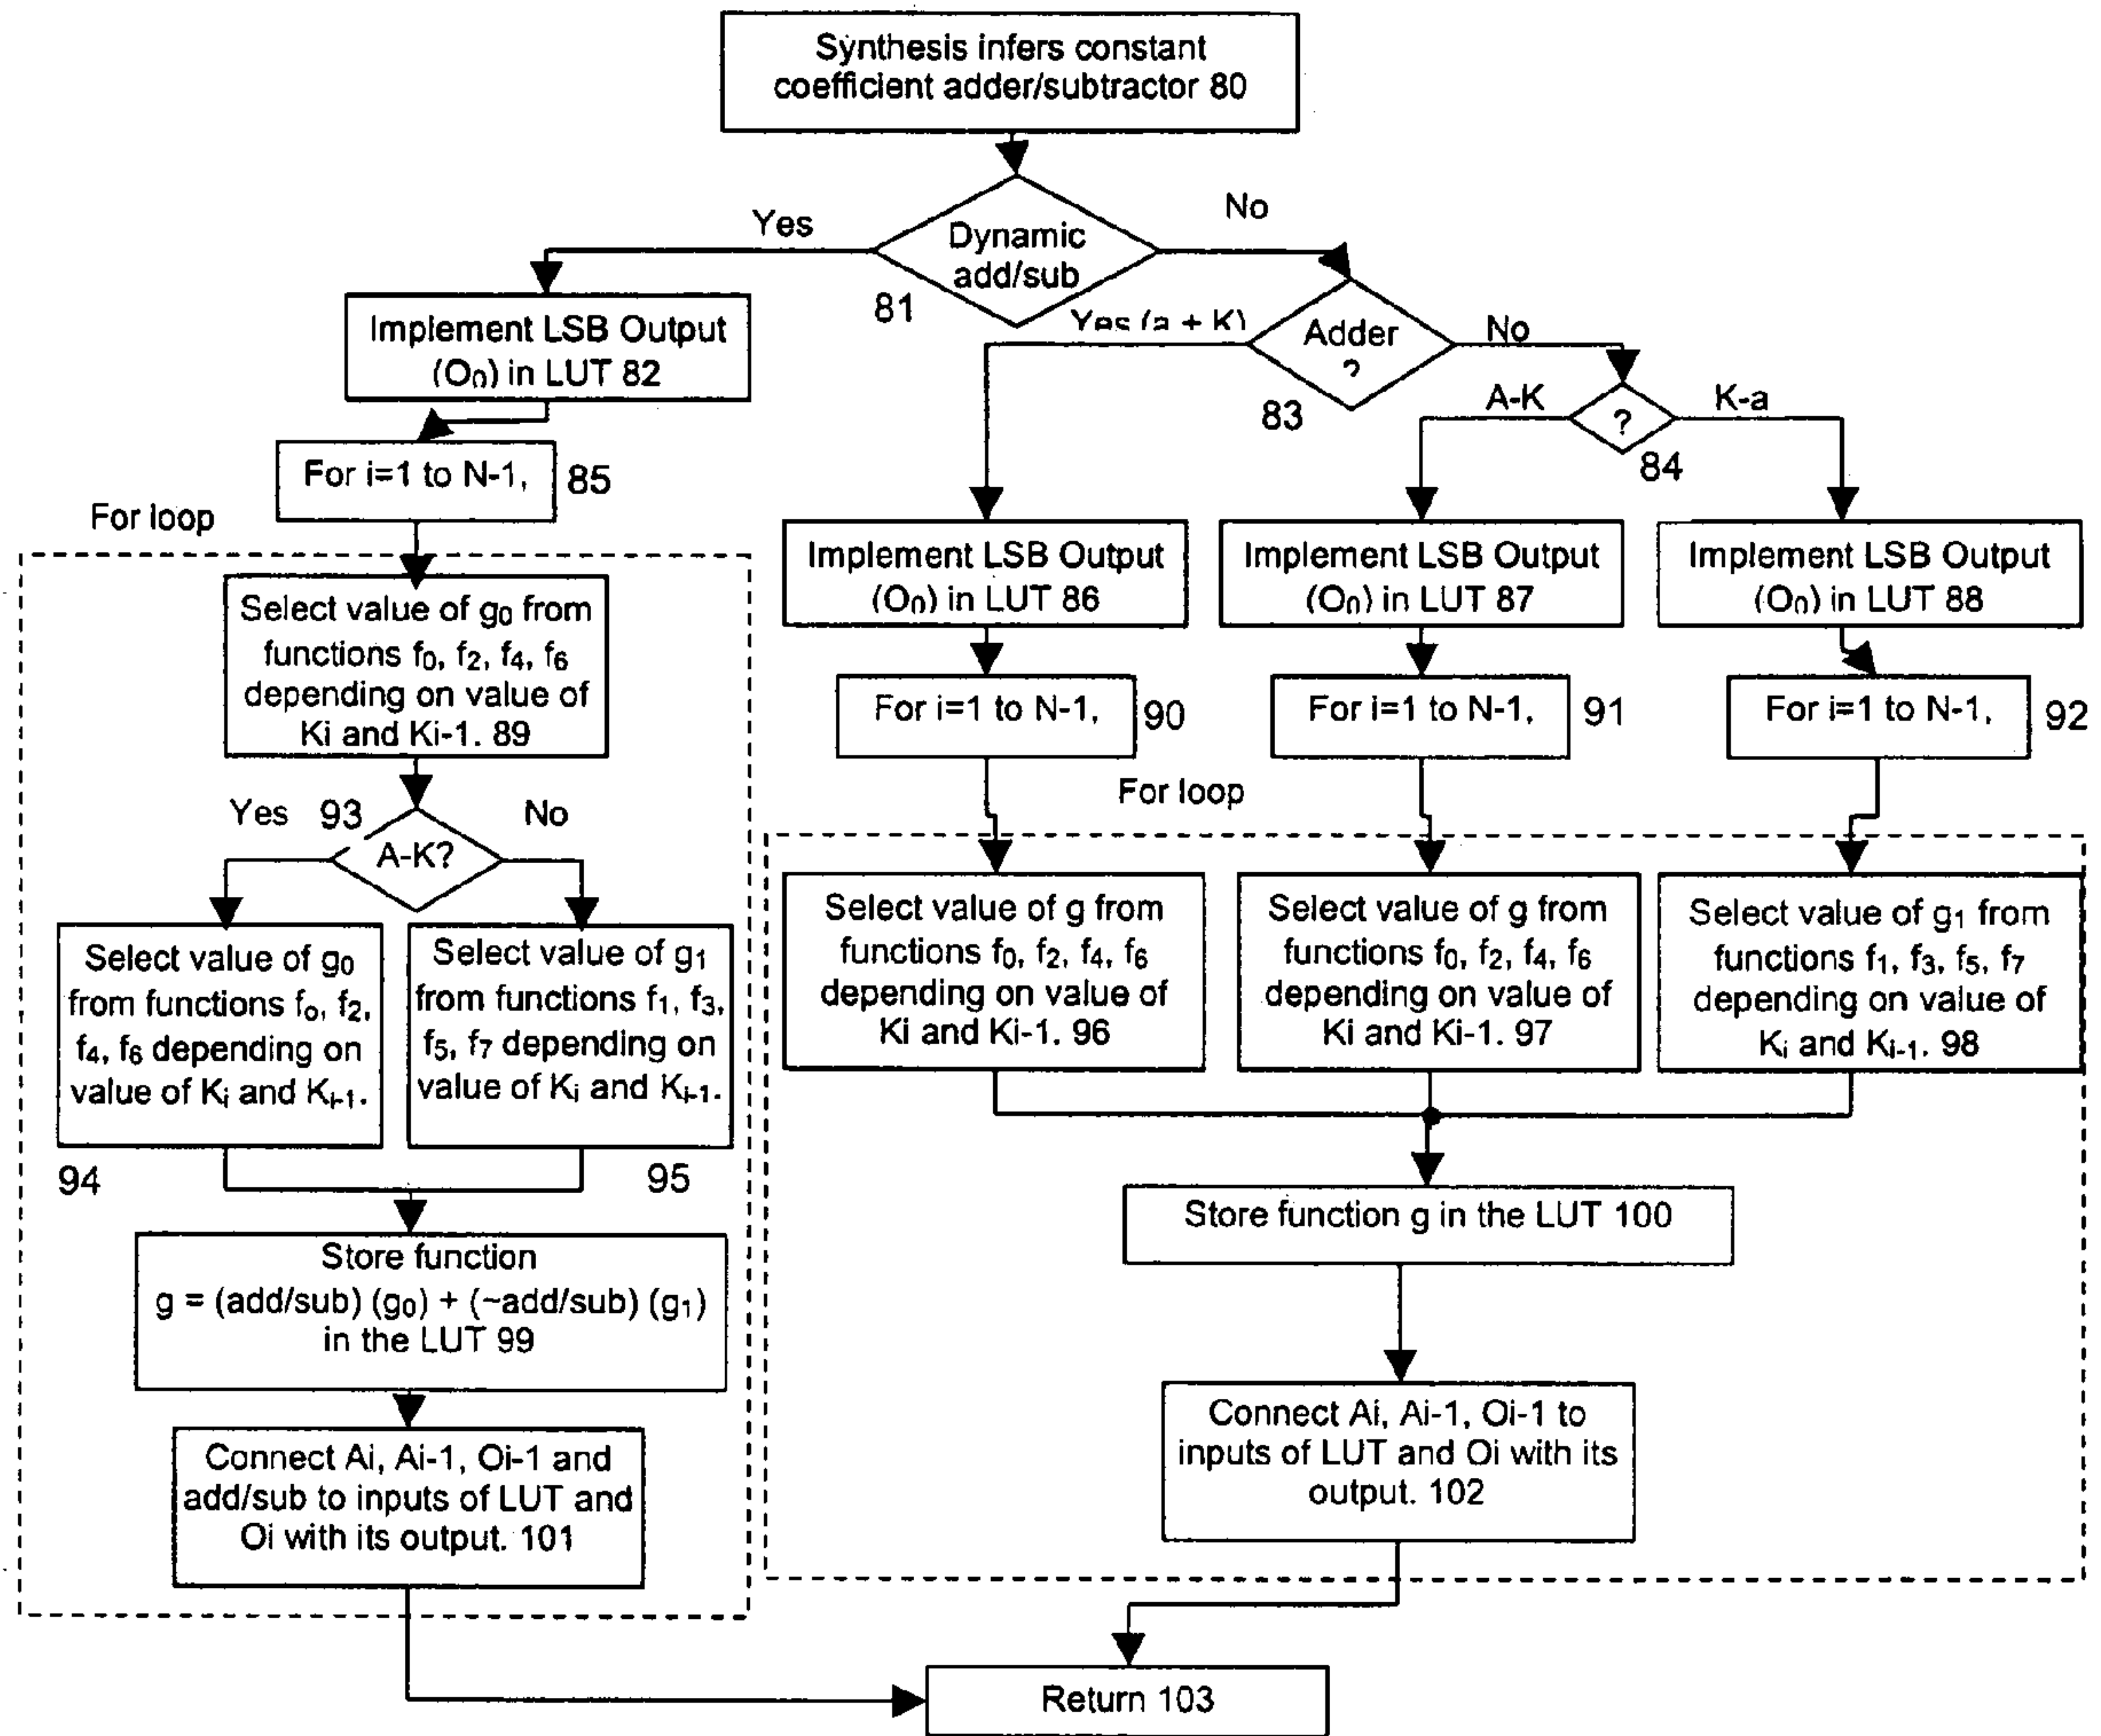 Synthesis infers constant
coefficient adder/subtractor 80
Yes
No
Dynamic
add/sub
81
Implement LSB Output
(O₀) in LUT 82
Yes (a + K)
Adder
?
83
No
A-K
?
K-a
84
For i=1 to N-1,
85
For loop
Implement LSB Output
(O₀) in LUT 86
Implement LSB Output
(O₀) in LUT 87
Implement LSB Output
(O₀) in LUT 88
Select value of g₀ from
functions f₀, f₂, f₄, f₆
depending on value of
Ki and Ki-1. 89
For i=1 to N-1,
90
For i=1 to N-1,
91
For i=1 to N-1,
92
For loop
Yes
93
No
A-K?
Select value of g₀
from functions fₒ, f₂,
f₄, f₆ depending on
value of Kᵢ and Kᵢ₋₁.
94
Select value of g₁
from functions f₁, f₃,
f₅, f₇ depending on
value of Kᵢ and Kᵢ₋₁.
95
Select value of g from
functions f₀, f₂, f₄, f₆
depending on value of
Ki and Ki-1. 96
Select value of g from
functions f₀, f₂, f₄, f₆
depending on value of
Ki and Ki-1. 97
Select value of g₁ from
functions f₁, f₃, f₅, f₇
depending on value of
Kᵢ and Kᵢ₋₁. 98
Store function
g = (add/sub) (g₀) + (~add/sub) (g₁)
in the LUT 99
Store function g in the LUT 100
Connect Ai, Ai-1, Oi-1 and
add/sub to inputs of LUT and
Oi with its output. 101
Connect Ai, Ai-1, Oi-1 to
inputs of LUT and Oi with its
output. 102
Return 103